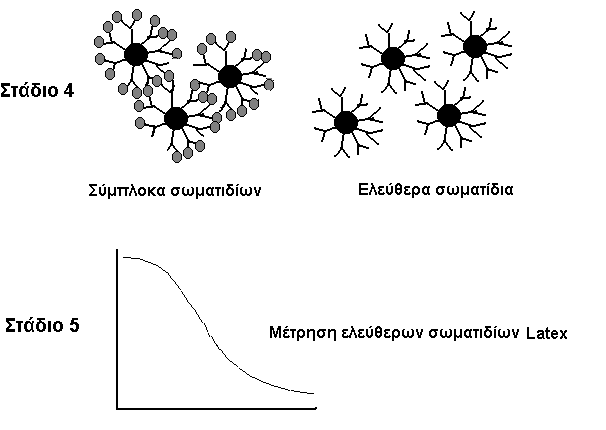 Στάδιο 4
Σύμπλοκα σωματιδίων
Ελεύθερα σωματίδια
Στάδιο 5
Μέτρηση ελεύθερων σωματιδίων Latex